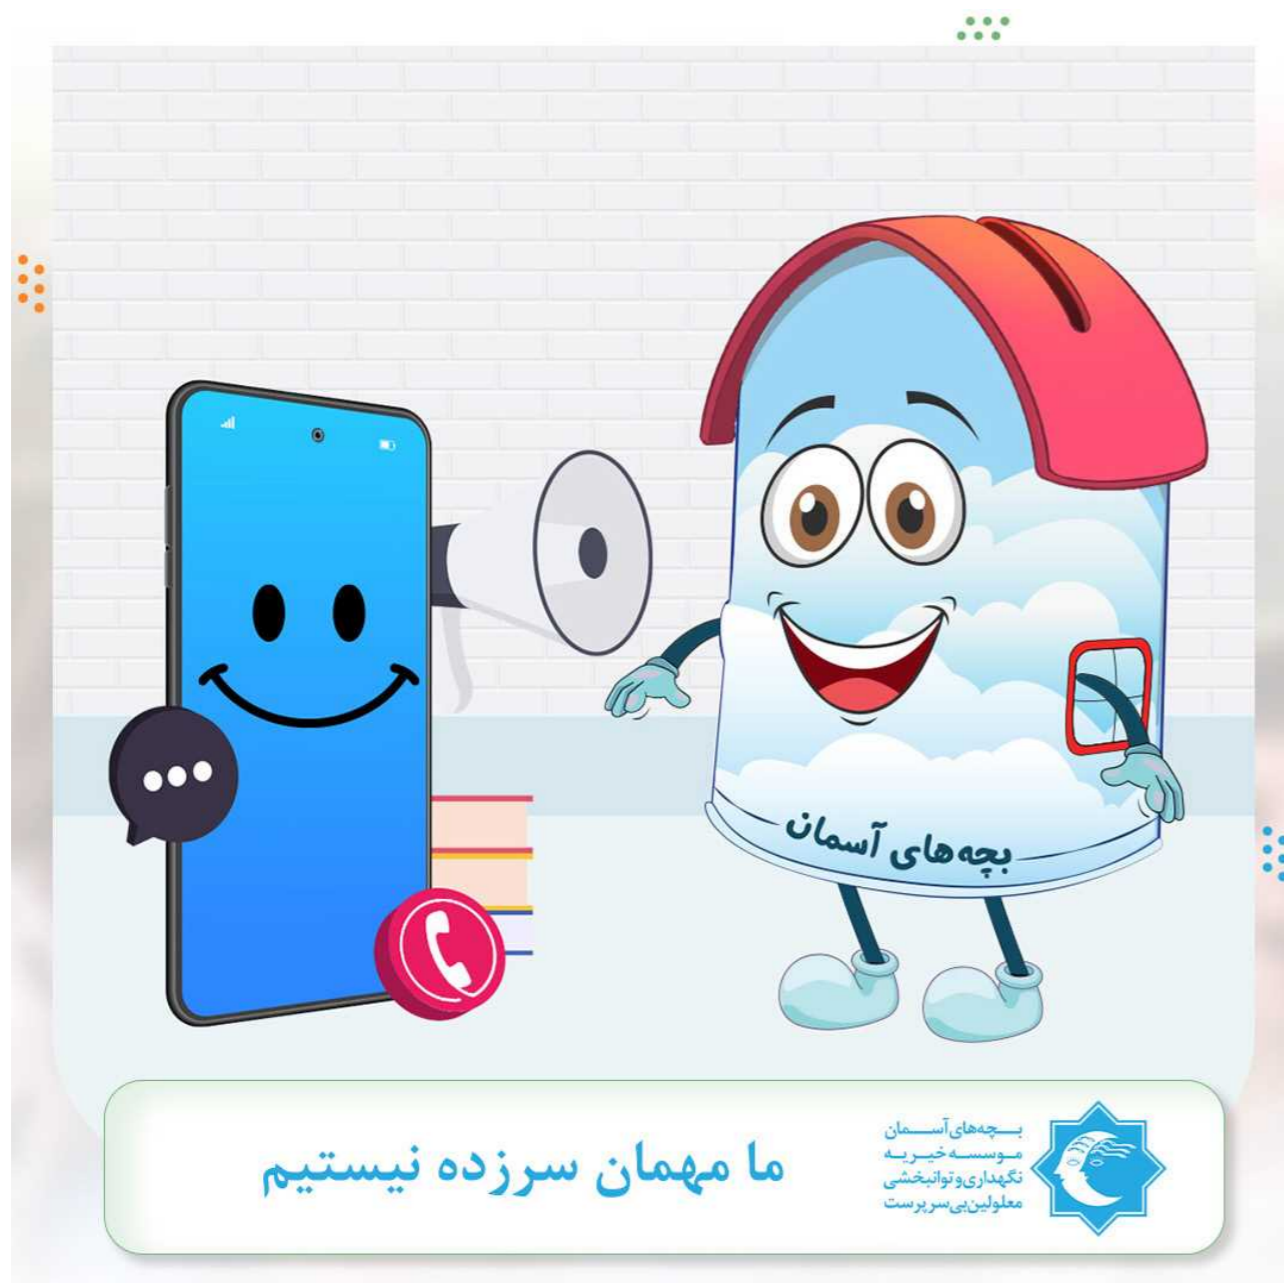 بچه‌های آسمان
ما مهمان سرزده نیستیم
بچه‌های آسمان
موسسه خیریه
نگهداری و توانبخشی
معلولین بی‌سرپرست